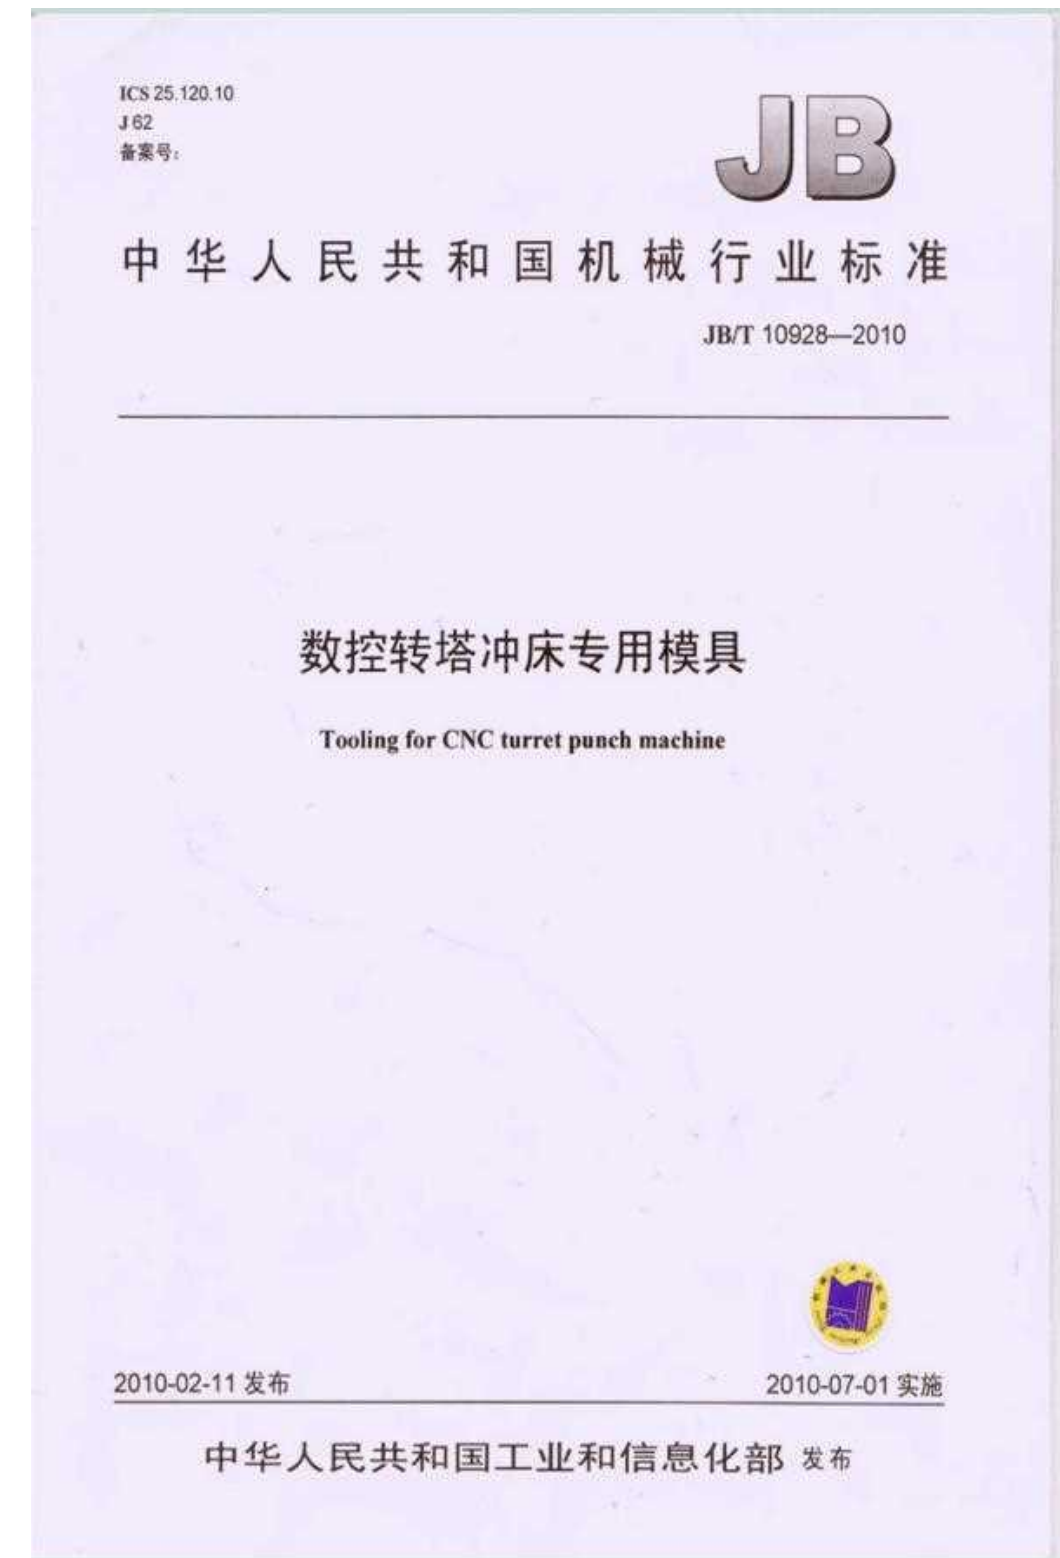 ICS 25.120.10
J 62
备案号:
JB
中华人民共和国机械行业标准
JB/T 10928—2010
数控转塔冲床专用模具
Tooling for CNC turret punch machine
2010-02-11 发布
2010-07-01 实施
中华人民共和国工业和信息化部 发布